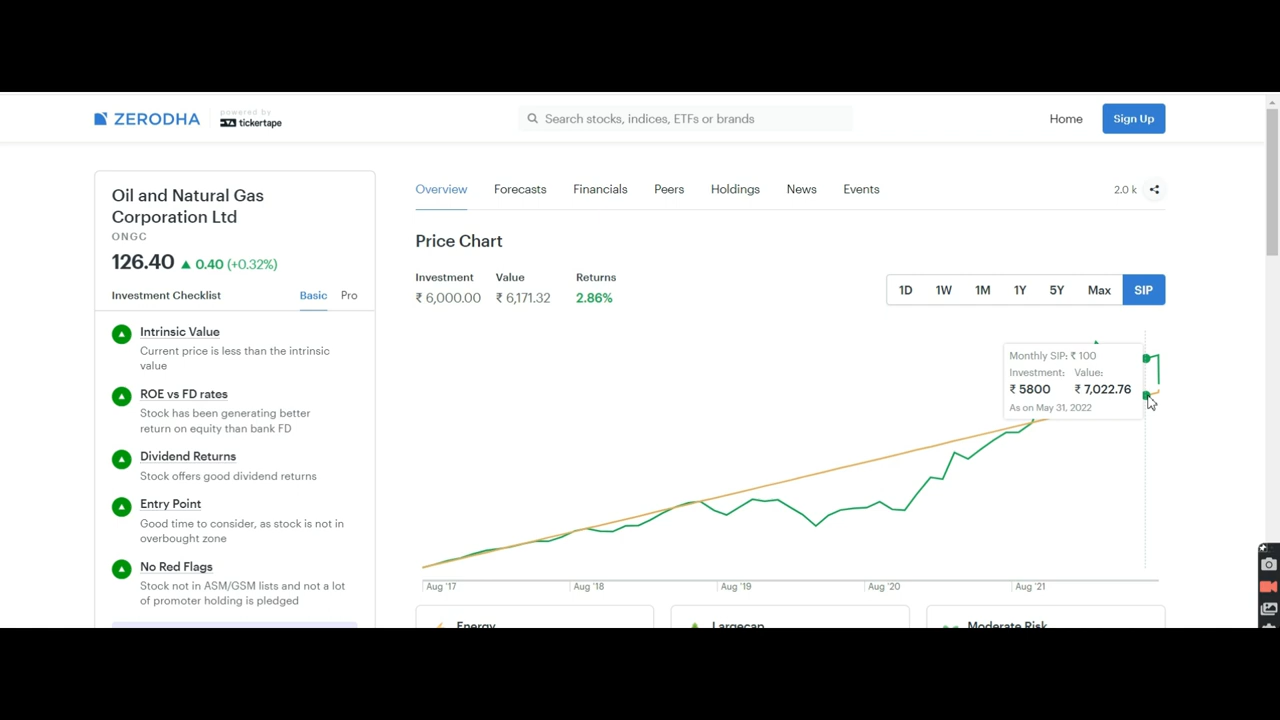 ZERODHA
powered by
tickertape
Search stocks, indices, ETFs or brands
Home
Sign Up
Oil and Natural Gas
Corporation Ltd
ONGC
126.40 ▲ 0.40 (+0.32%)
Investment Checklist
Basic
Pro
Intrinsic Value
Current price is less than the intrinsic
value
ROE vs FD rates
Stock has been generating better
return on equity than bank FD
Dividend Returns
Stock offers good dividend returns
Entry Point
Good time to consider, as stock is not in
overbought zone
No Red Flags
Stock not in ASM/GSM lists and not a lot
of promoter holding is pledged
Overview
Forecasts
Financials
Peers
Holdings
News
Events
2.0 k
Price Chart
Investment
Value
Returns
₹ 6,000.00
₹ 6,171.32
2.86%
1D
1W
1M
1Y
5Y
Max
SIP
Monthly SIP: ₹ 100
Investment: Value:
₹ 5800 ₹ 7,022.76
As on May 31, 2022
Aug '17
Aug '18
Aug '19
Aug '20
Aug '21
Energy
Largecap
Moderate Risk